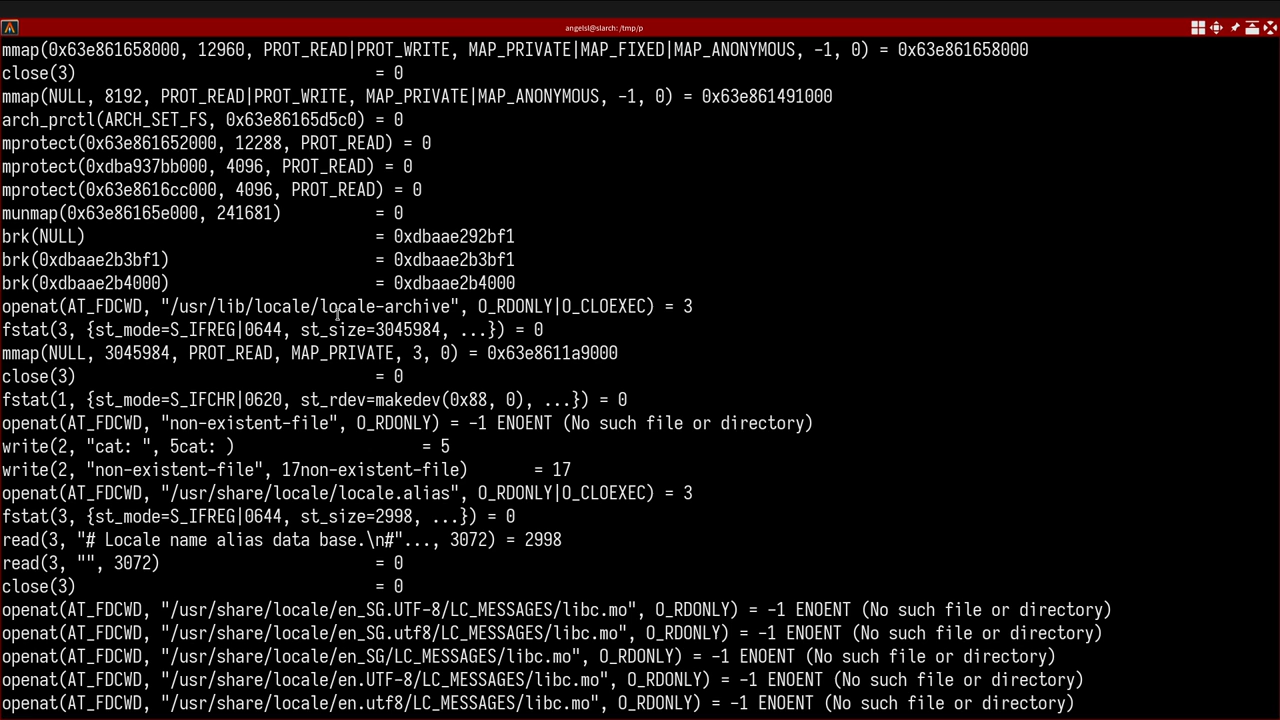 angelsl@slarch: /tmp/p
mmap(0x63e861658000, 12960, PROT_READ|PROT_WRITE, MAP_PRIVATE|MAP_FIXED|MAP_ANONYMOUS, -1, 0) = 0x63e861658000
close(3)                                = 0
mmap(NULL, 8192, PROT_READ|PROT_WRITE, MAP_PRIVATE|MAP_ANONYMOUS, -1, 0) = 0x63e861491000
arch_prctl(ARCH_SET_FS, 0x63e86165d5c0) = 0
mprotect(0x63e861652000, 12288, PROT_READ) = 0
mprotect(0xdba937bb000, 4096, PROT_READ) = 0
mprotect(0x63e8616cc000, 4096, PROT_READ) = 0
munmap(0x63e86165e000, 241681)          = 0
brk(NULL)                               = 0xdbaae292bf1
brk(0xdbaae2b3bf1)                      = 0xdbaae2b3bf1
brk(0xdbaae2b4000)                      = 0xdbaae2b4000
openat(AT_FDCWD, "/usr/lib/locale/locale-archive", O_RDONLY|O_CLOEXEC) = 3
fstat(3, {st_mode=S_IFREG|0644, st_size=3045984, ...}) = 0
mmap(NULL, 3045984, PROT_READ, MAP_PRIVATE, 3, 0) = 0x63e8611a9000
close(3)                                = 0
fstat(1, {st_mode=S_IFCHR|0620, st_rdev=makedev(0x88, 0), ...}) = 0
openat(AT_FDCWD, "non-existent-file", O_RDONLY) = -1 ENOENT (No such file or directory)
write(2, "cat: ", 5cat: )                    = 5
write(2, "non-existent-file", 17non-existent-file)       = 17
openat(AT_FDCWD, "/usr/share/locale/locale.alias", O_RDONLY|O_CLOEXEC) = 3
fstat(3, {st_mode=S_IFREG|0644, st_size=2998, ...}) = 0
read(3, "# Locale name alias data base.\n#"..., 3072) = 2998
read(3, "", 3072)                       = 0
close(3)                                = 0
openat(AT_FDCWD, "/usr/share/locale/en_SG.UTF-8/LC_MESSAGES/libc.mo", O_RDONLY) = -1 ENOENT (No such file or directory)
openat(AT_FDCWD, "/usr/share/locale/en_SG.utf8/LC_MESSAGES/libc.mo", O_RDONLY) = -1 ENOENT (No such file or directory)
openat(AT_FDCWD, "/usr/share/locale/en_SG/LC_MESSAGES/libc.mo", O_RDONLY) = -1 ENOENT (No such file or directory)
openat(AT_FDCWD, "/usr/share/locale/en.UTF-8/LC_MESSAGES/libc.mo", O_RDONLY) = -1 ENOENT (No such file or directory)
openat(AT_FDCWD, "/usr/share/locale/en.utf8/LC_MESSAGES/libc.mo", O_RDONLY) = -1 ENOENT (No such file or directory)